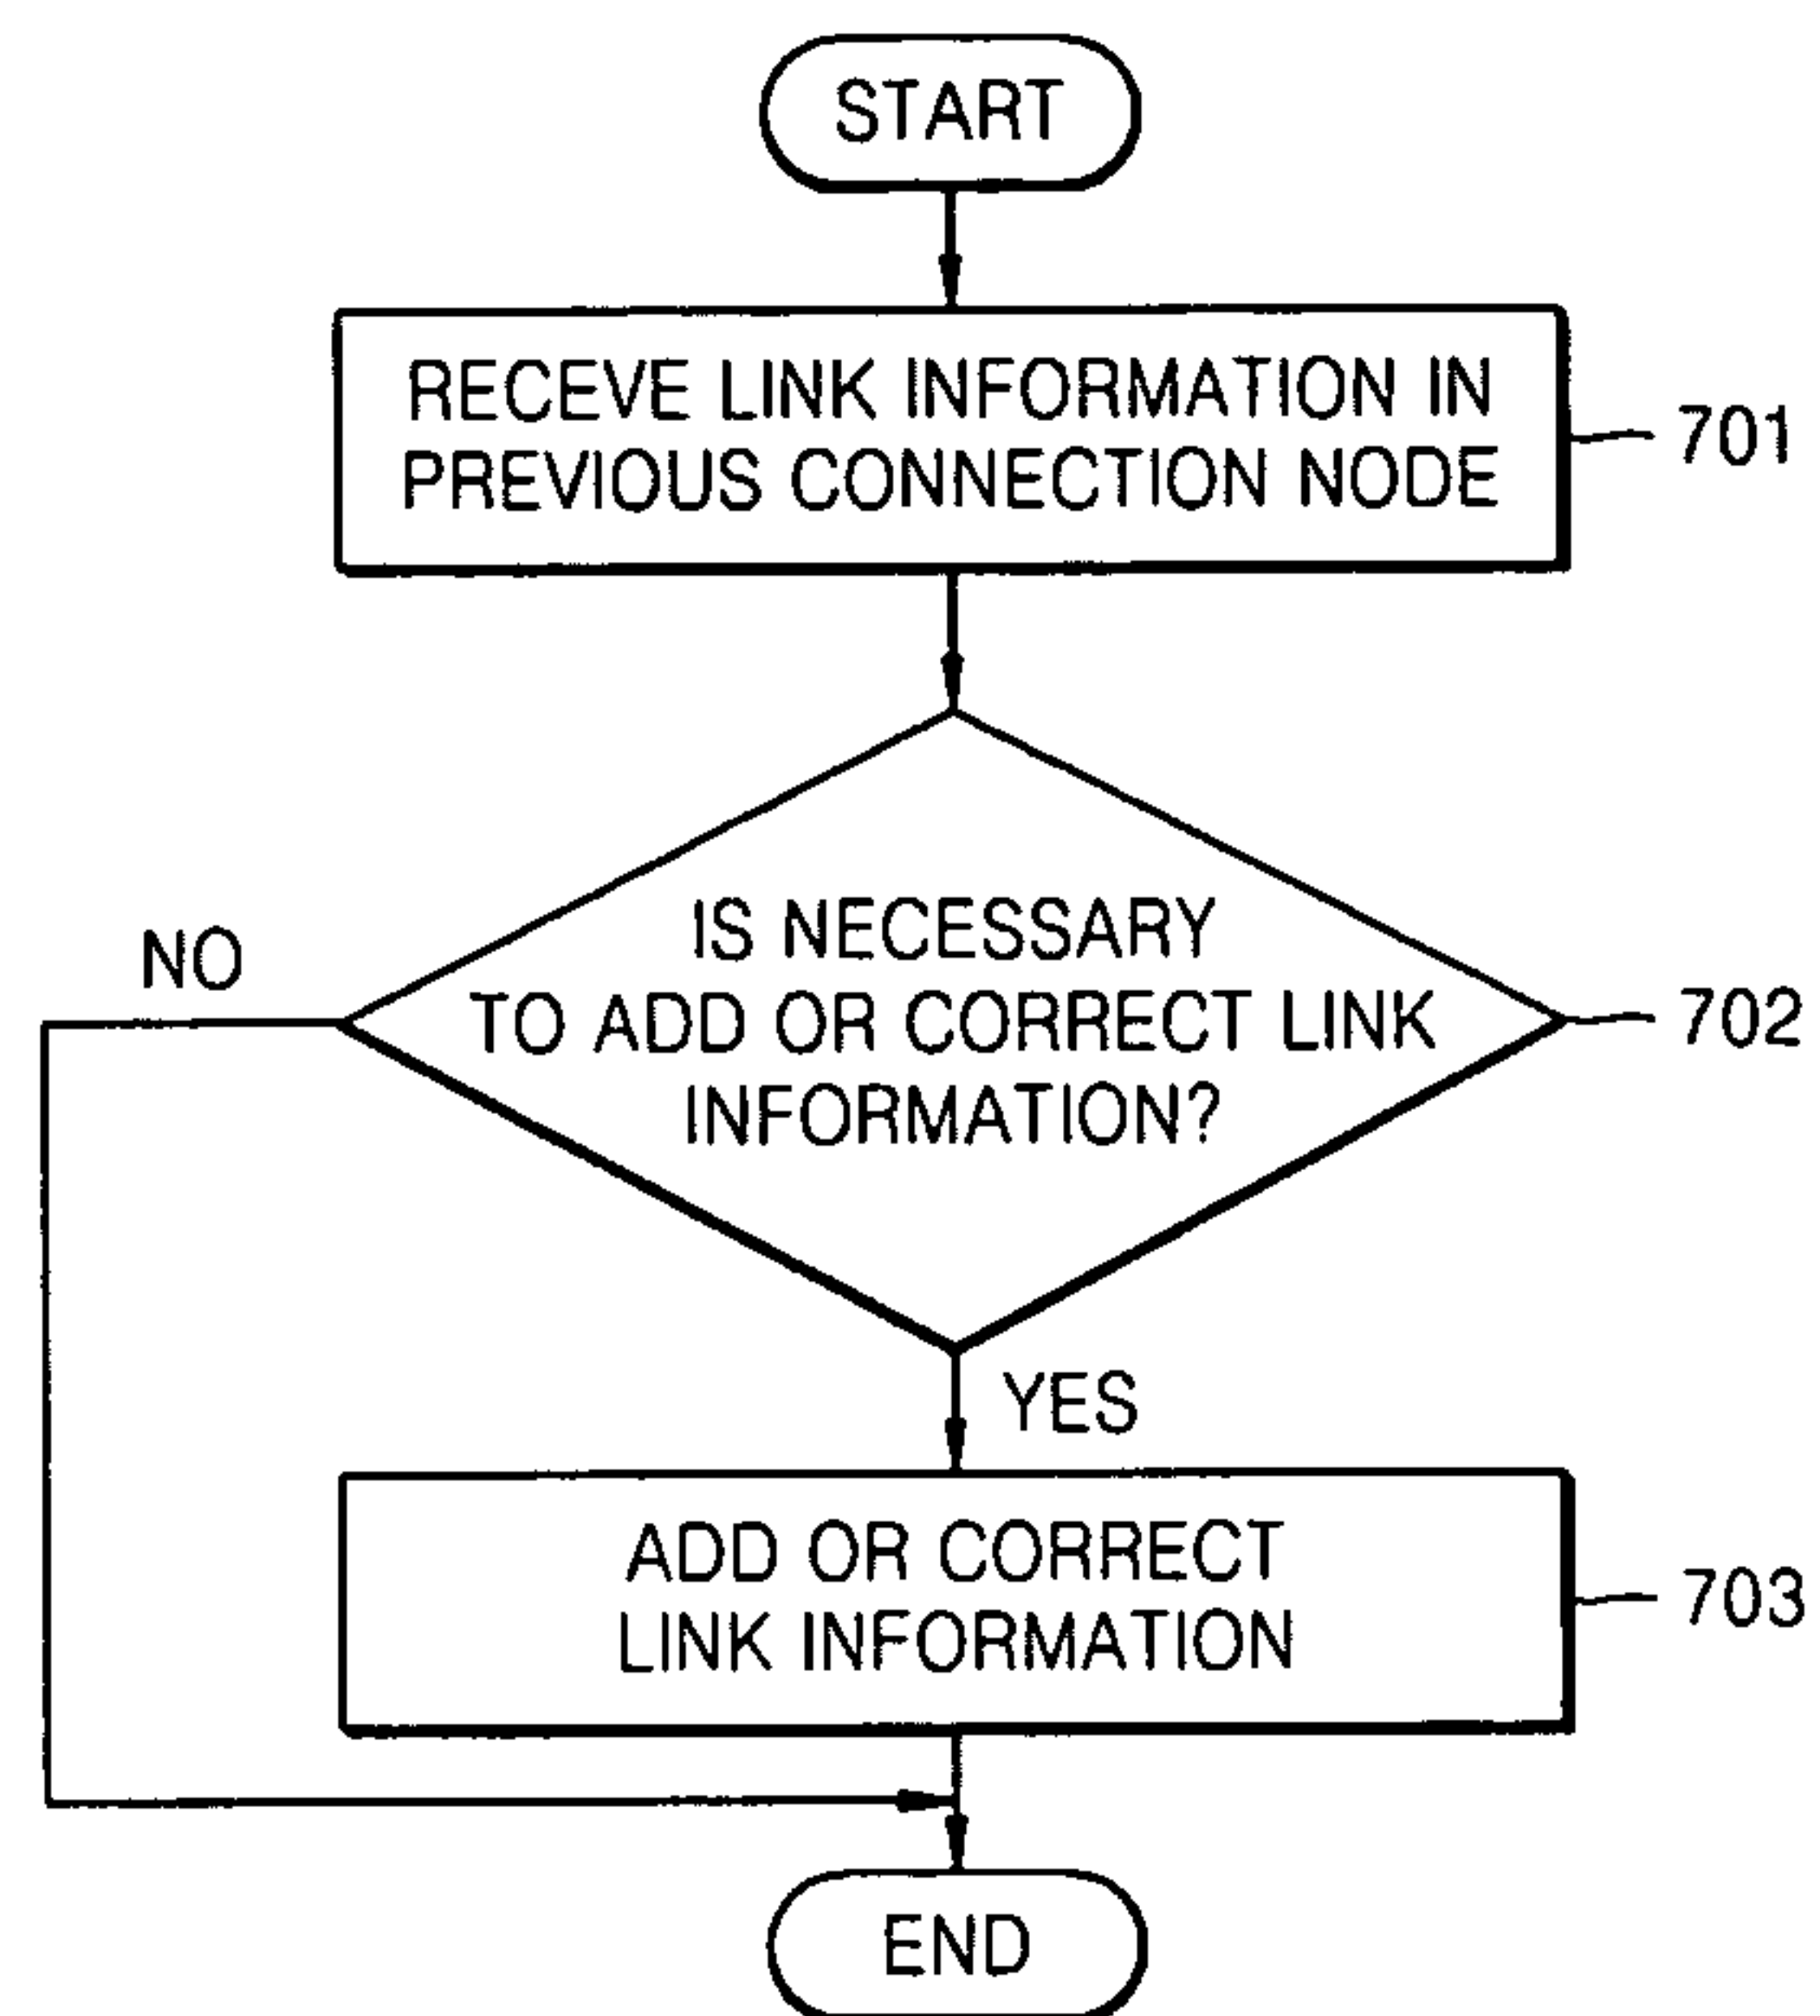 START
RECEVE LINK INFORMATION IN
PREVIOUS CONNECTION NODE
701
IS NECESSARY
TO ADD OR CORRECT LINK
INFORMATION?
702
NO
YES
ADD OR CORRECT
LINK INFORMATION
703
END